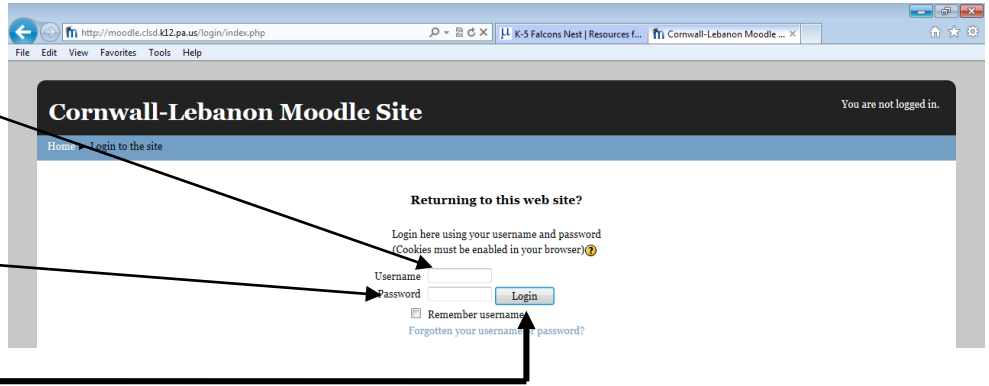 http://moodle.clsd.k12.pa.us/login/index.php
K-5 Falcons Nest | Resources f...
Cornwall-Lebanon Moodle ...
File Edit View Favorites Tools Help
Cornwall-Lebanon Moodle Site
You are not logged in.
Home ► Login to the site
Returning to this web site?
Login here using your username and password
(Cookies must be enabled in your browser)
Username
Password
Login
Remember username
Forgotten your username or password?